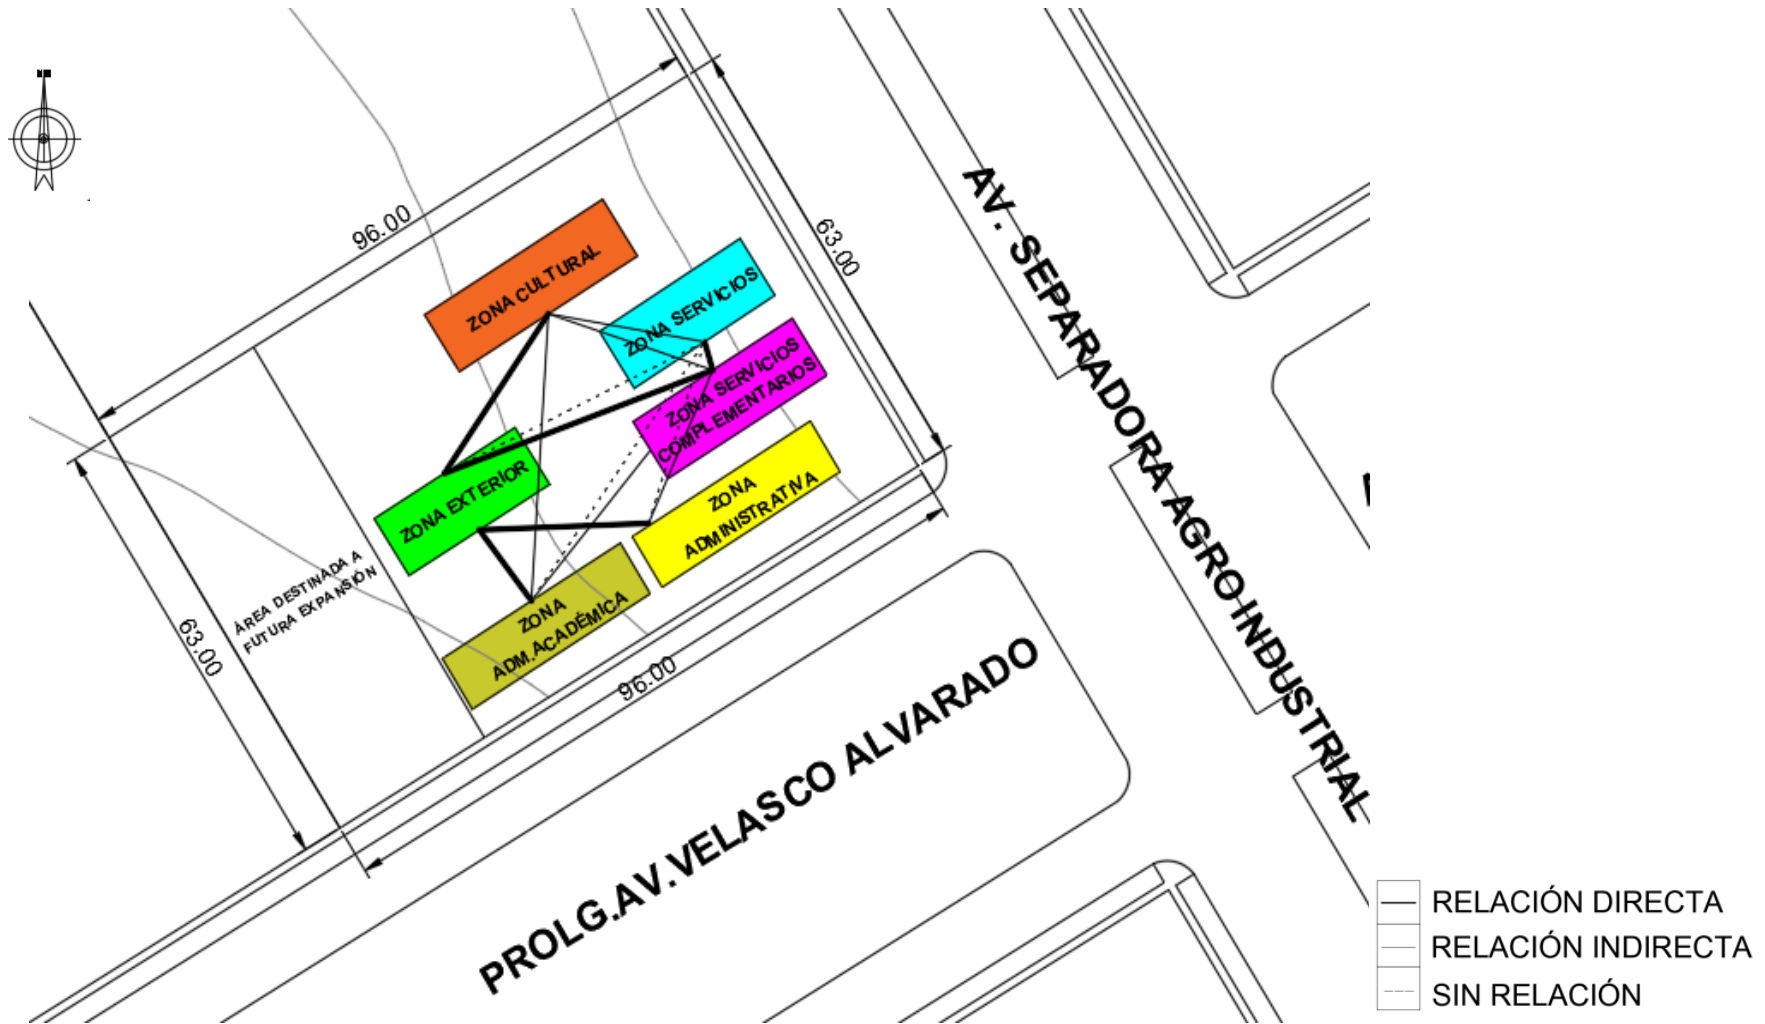 96.00
63.00
ZONA CULTURAL
ZONA SERVICIOS
ZONA SERVICIOS
COMPLEMENTARIOS
ZONA
ADMINISTRATIVA
ZONA EXTERIOR
ZONA
ADM.ACADÉMICA
ÁREA DESTINADA A
FUTURA EXPANSIÓN
63.00
96.00
AV. SEPARADORA AGROINDUSTRIAL
PROLG.AV.VELASCO ALVARADO
RELACIÓN DIRECTA
RELACIÓN INDIRECTA
SIN RELACIÓN